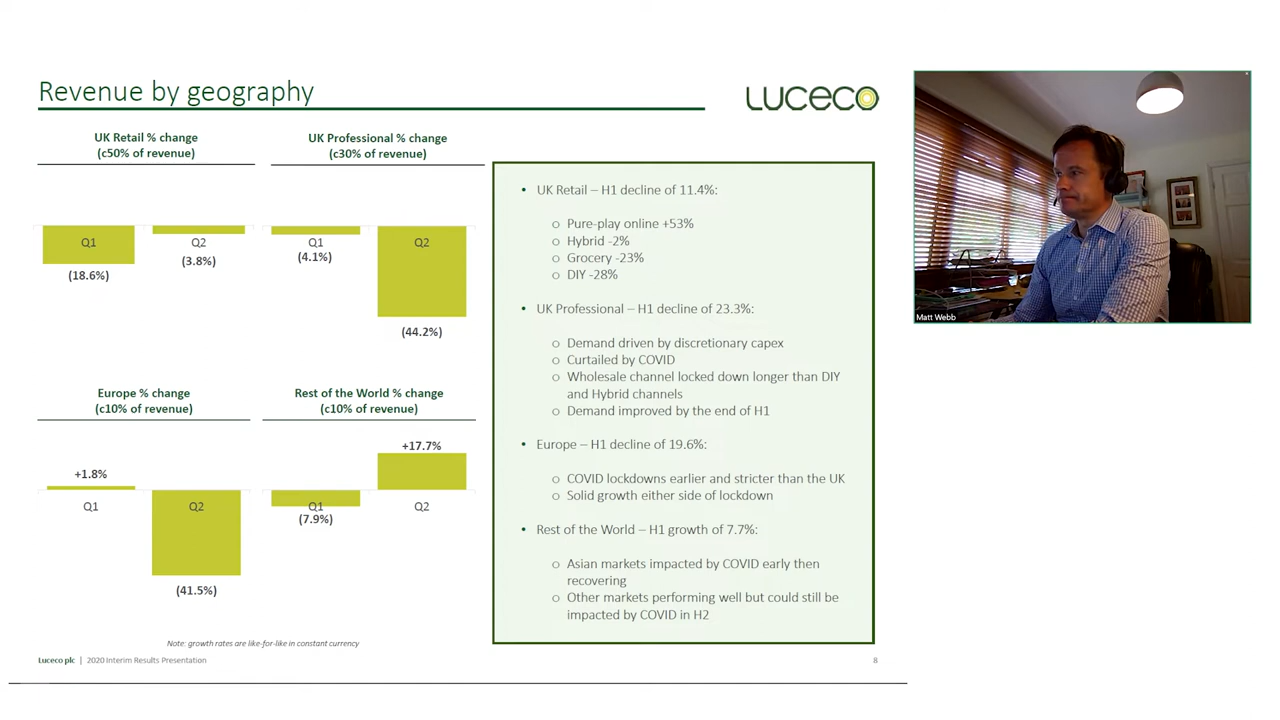 Revenue by geography
LUCECO
UK Retail % change
(c50% of revenue)
Q1
(18.6%)
Q2
(3.8%)
UK Professional % change
(c30% of revenue)
Q1
(4.1%)
Q2
(44.2%)
Europe % change
(c10% of revenue)
+1.8%
Q1
Q2
(41.5%)
Rest of the World % change
(c10% of revenue)
Q1
(7.9%)
+17.7%
Q2
• UK Retail – H1 decline of 11.4%:
o Pure-play online +53%
o Hybrid -2%
o Grocery -23%
o DIY -28%
• UK Professional – H1 decline of 23.3%:
o Demand driven by discretionary capex
o Curtailed by COVID
o Wholesale channel locked down longer than DIY
and Hybrid channels
o Demand improved by the end of H1
• Europe – H1 decline of 19.6%:
o COVID lockdowns earlier and stricter than the UK
o Solid growth either side of lockdown
• Rest of the World – H1 growth of 7.7%:
o Asian markets impacted by COVID early then
recovering
o Other markets performing well but could still be
impacted by COVID in H2
Note: growth rates are like-for-like in constant currency
Luceco plc | 2020 Interim Results Presentation
8
Matt Webb